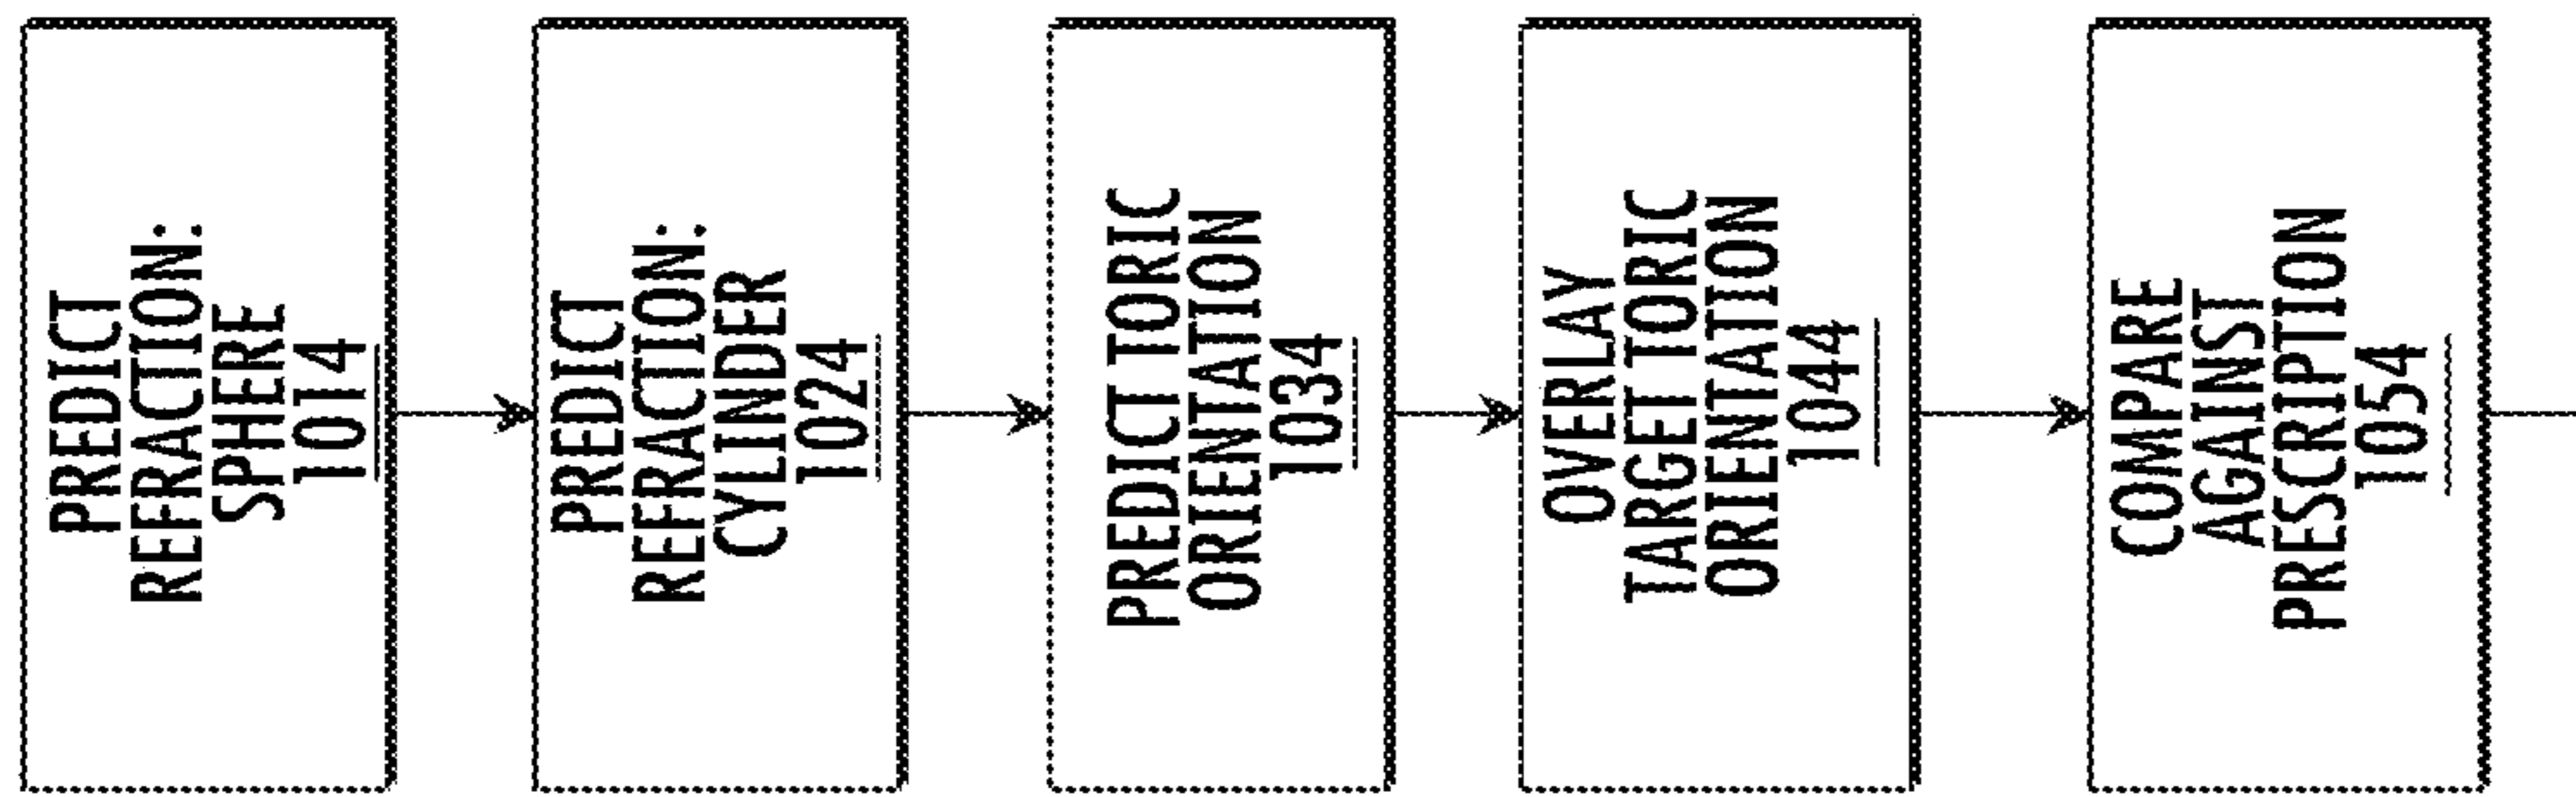 PREDICT
REFRACTION:
SPHERE
1014
PREDICT
REFRACTION:
CYLINDER
1024
PREDICT TORIC
ORIENTATION
1034
OVERLAY
TARGET TORIC
ORIENTATION
1044
COMPARE
AGAINST
PRESCRIPTION
1054